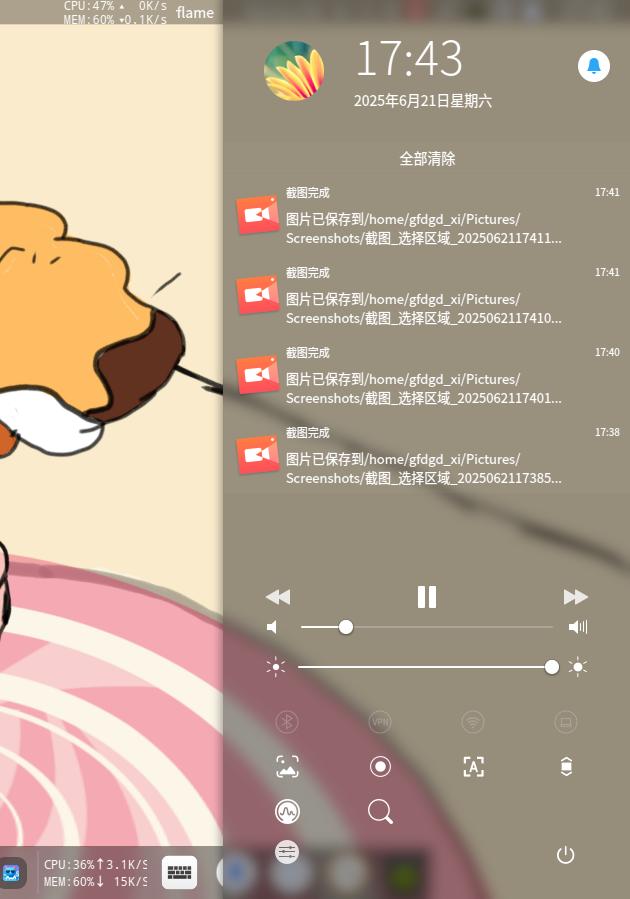 CPU:47% ▴ 0K/s
MEM:60% ▾0.1K/s
flame
17:43
2025年6月21日星期六
全部清除
截图完成 17:41
图片已保存到/home/gfdgd_xi/Pictures/
Screenshots/截图_选择区域_2025062117411...
截图完成 17:41
图片已保存到/home/gfdgd_xi/Pictures/
Screenshots/截图_选择区域_2025062117410...
截图完成 17:40
图片已保存到/home/gfdgd_xi/Pictures/
Screenshots/截图_选择区域_2025062117401...
截图完成 17:38
图片已保存到/home/gfdgd_xi/Pictures/
Screenshots/截图_选择区域_2025062117385...
VPN
A
CPU:36%↑3.1K/S
MEM:60%↓ 15K/S